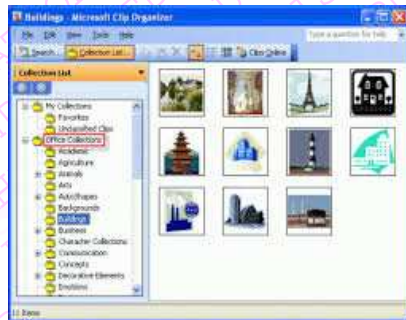 Buildings - Microsoft Clip Organizer
File Edit View Tools Help
Type a question for help
Search... Collection List... Clips Online
Collection List
My Collections
Favorites
Unclassified Clips
Office Collections
Academic
Agriculture
Animals
Arts
AutoShapes
Backgrounds
Buildings
Business
Character Collections
Communication
Concepts
Decorative Elements
Emotions
11 Items